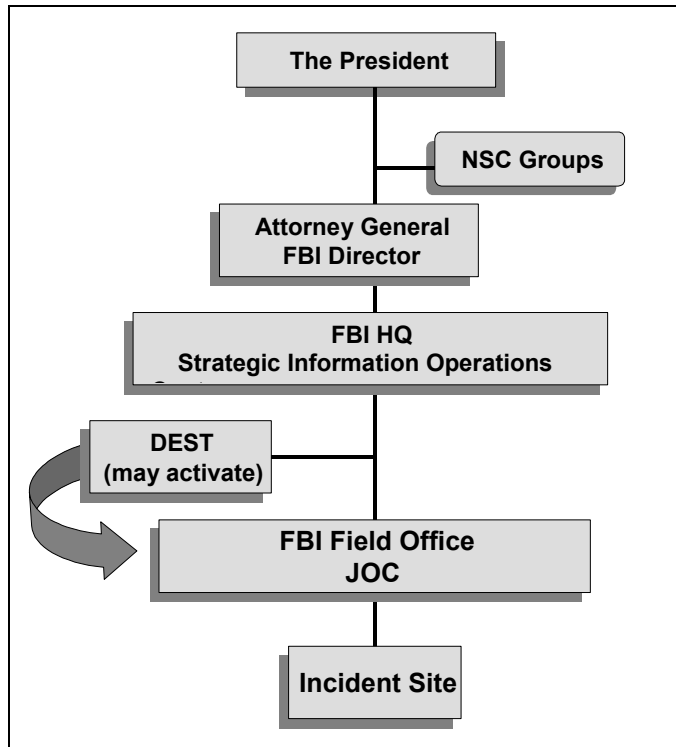 The President
NSC Groups
Attorney General
FBI Director
FBI HQ
Strategic Information Operations
DEST
(may activate)
FBI Field Office
JOC
Incident Site